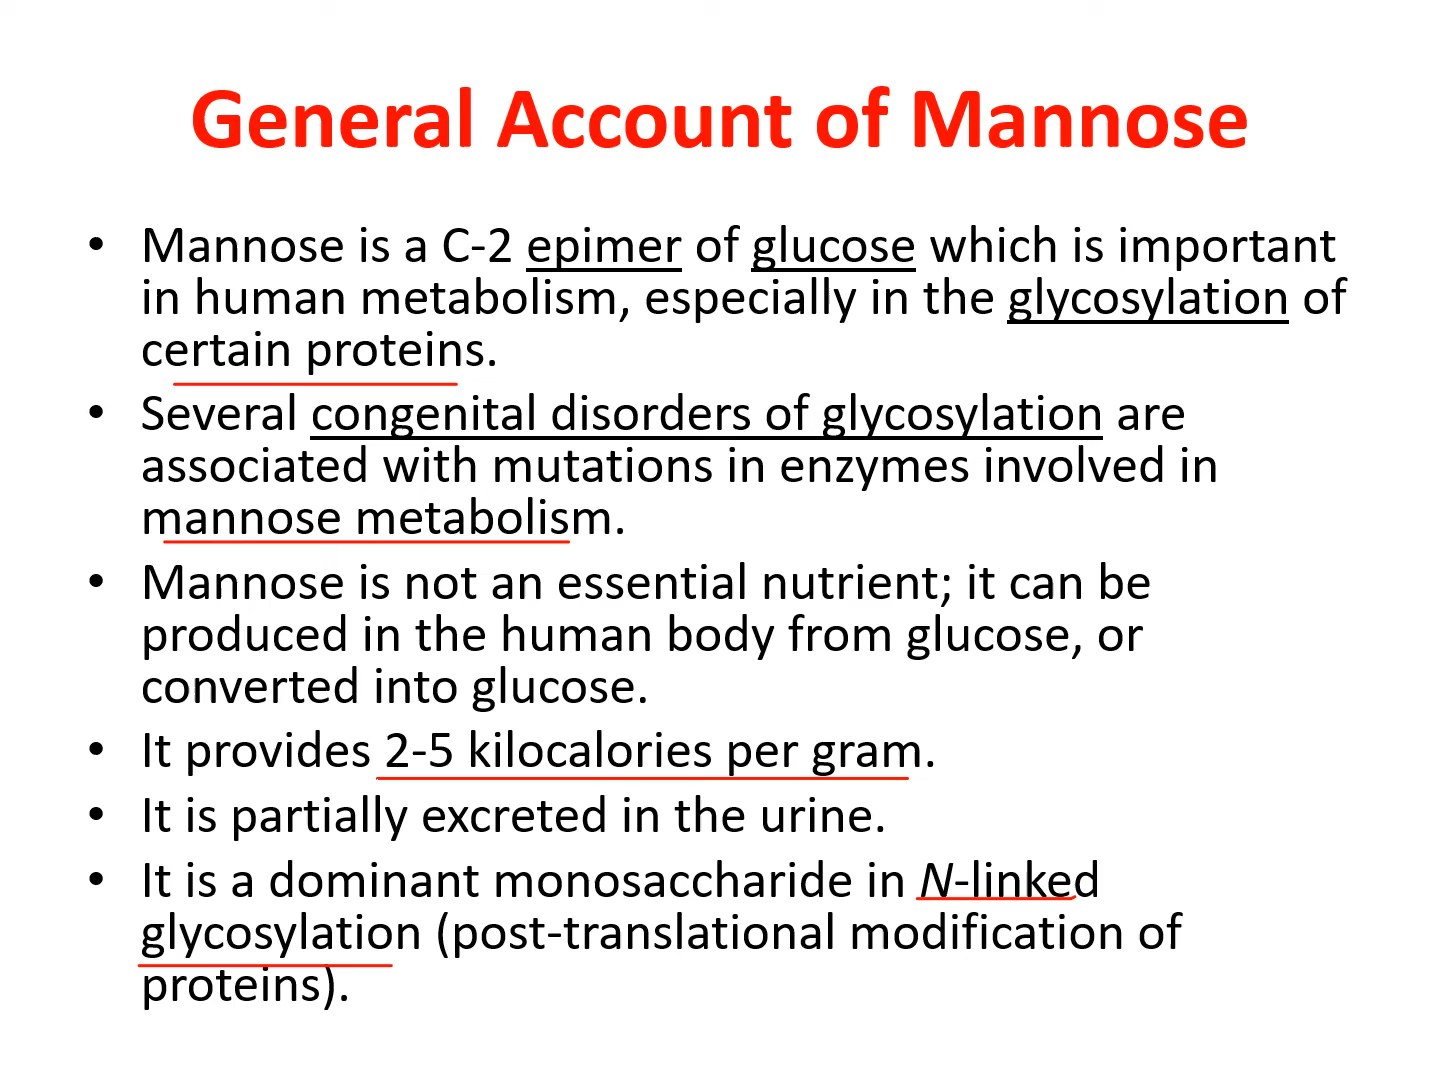 General Account of Mannose
• Mannose is a C-2 epimer of glucose which is important
in human metabolism, especially in the glycosylation of
certain proteins.
• Several congenital disorders of glycosylation are
associated with mutations in enzymes involved in
mannose metabolism.
• Mannose is not an essential nutrient; it can be
produced in the human body from glucose, or
converted into glucose.
• It provides 2-5 kilocalories per gram.
• It is partially excreted in the urine.
• It is a dominant monosaccharide in N-linked
glycosylation (post-translational modification of
proteins).